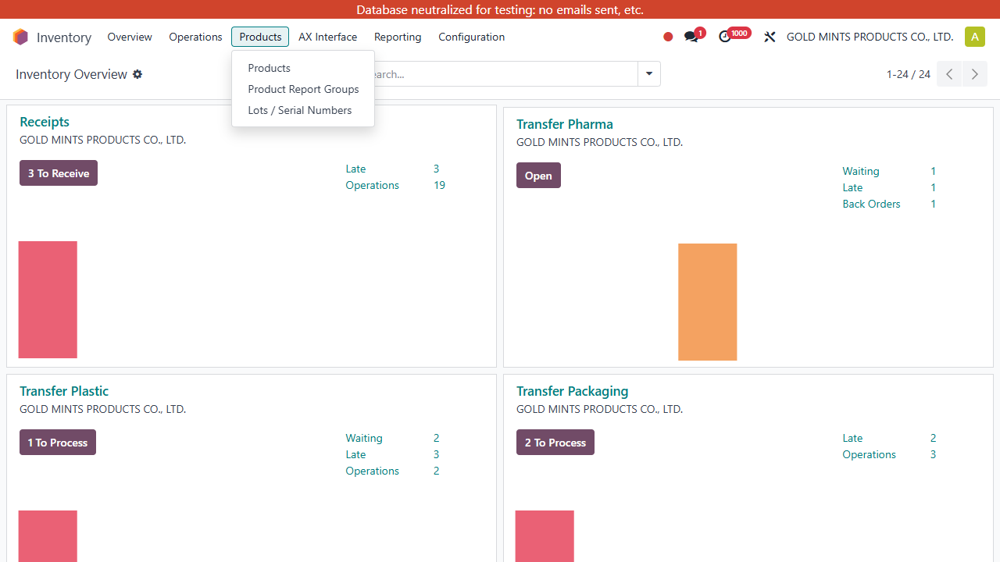 Database neutralized for testing: no emails sent, etc.
Inventory Overview Operations Products AX Interface Reporting Configuration 1 1000 GOLD MINTS PRODUCTS CO., LTD. A
Products
Product Report Groups
Lots / Serial Numbers
Inventory Overview earch... 1-24 / 24
Receipts
GOLD MINTS PRODUCTS CO., LTD.
3 To Receive
Late 3
Operations 19
Transfer Pharma
GOLD MINTS PRODUCTS CO., LTD.
Open
Waiting 1
Late 1
Back Orders 1
Transfer Plastic
GOLD MINTS PRODUCTS CO., LTD.
1 To Process
Waiting 2
Late 3
Operations 2
Transfer Packaging
GOLD MINTS PRODUCTS CO., LTD.
2 To Process
Late 2
Operations 3